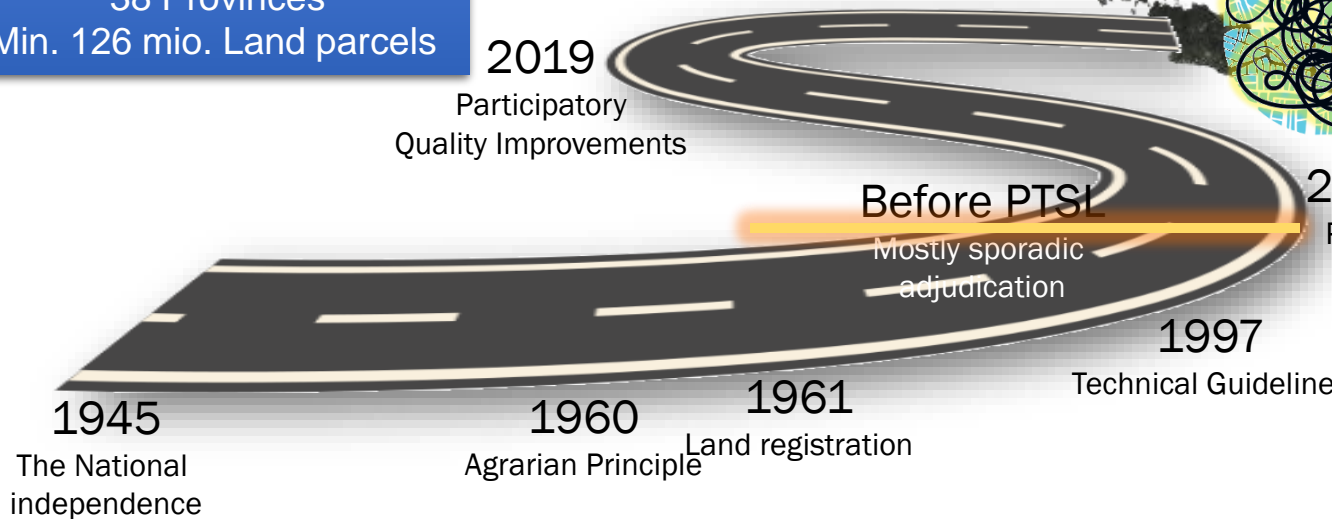 38 Provinces
Min. 126 mio. Land parcels
2019
Participatory
Quality Improvements
Before PTSL
Mostly sporadic
adjudication
1997
Technical Guideline
1961
Land registration
1960
Agrarian Principle
1945
The National
independence